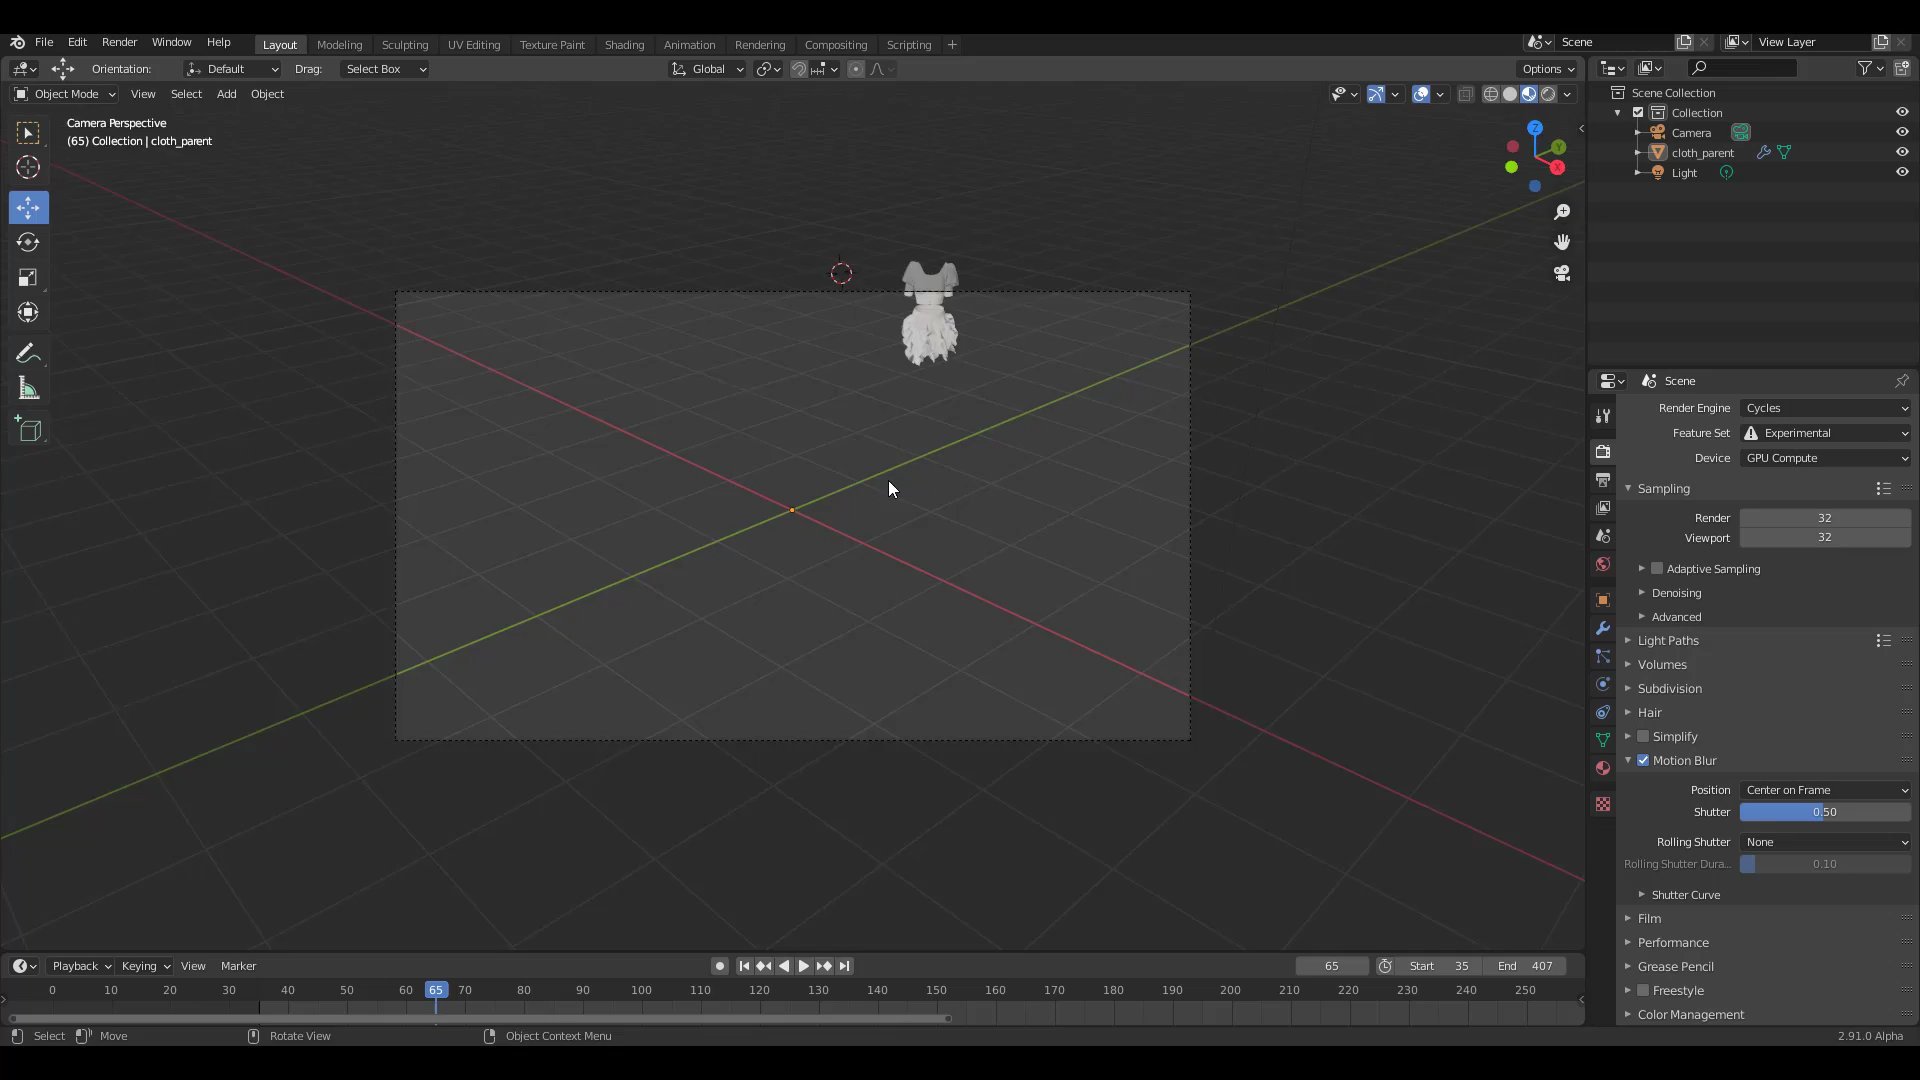 File Edit Render Window Help Layout Modeling Sculpting UV Editing Texture Paint Shading Animation Rendering Compositing Scripting + Scene View Layer
Orientation: Default Drag: Select Box Global Options
Object Mode View Select Add Object
Camera Perspective
(65) Collection | cloth_parent
Z
Y
X
Scene Collection
Collection
Camera
cloth_parent
Light
Scene
Render Engine Cycles
Feature Set Experimental
Device GPU Compute
Sampling
Render 32
Viewport 32
Adaptive Sampling
Denoising
Advanced
Light Paths
Volumes
Subdivision
Hair
Simplify
Motion Blur
Position Center on Frame
Shutter 0.50
Rolling Shutter None
Rolling Shutter Dura... 0.10
Shutter Curve
Film
Performance
Grease Pencil
Freestyle
Color Management
Playback Keying View Marker 65 Start 35 End 407
0 10 20 30 40 50 60 65 70 80 90 100 110 120 130 140 150 160 170 180 190 200 210 220 230 240 250
Select Move Rotate View Object Context Menu 2.91.0 Alpha